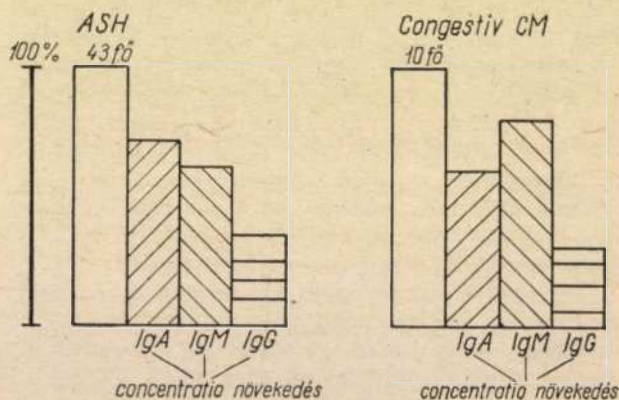 ASH
100% 43 fő
IgA IgM IgG
concentratio növekedés
Congestiv CM
10 fő
IgA IgM IgG
concentratio növekedés